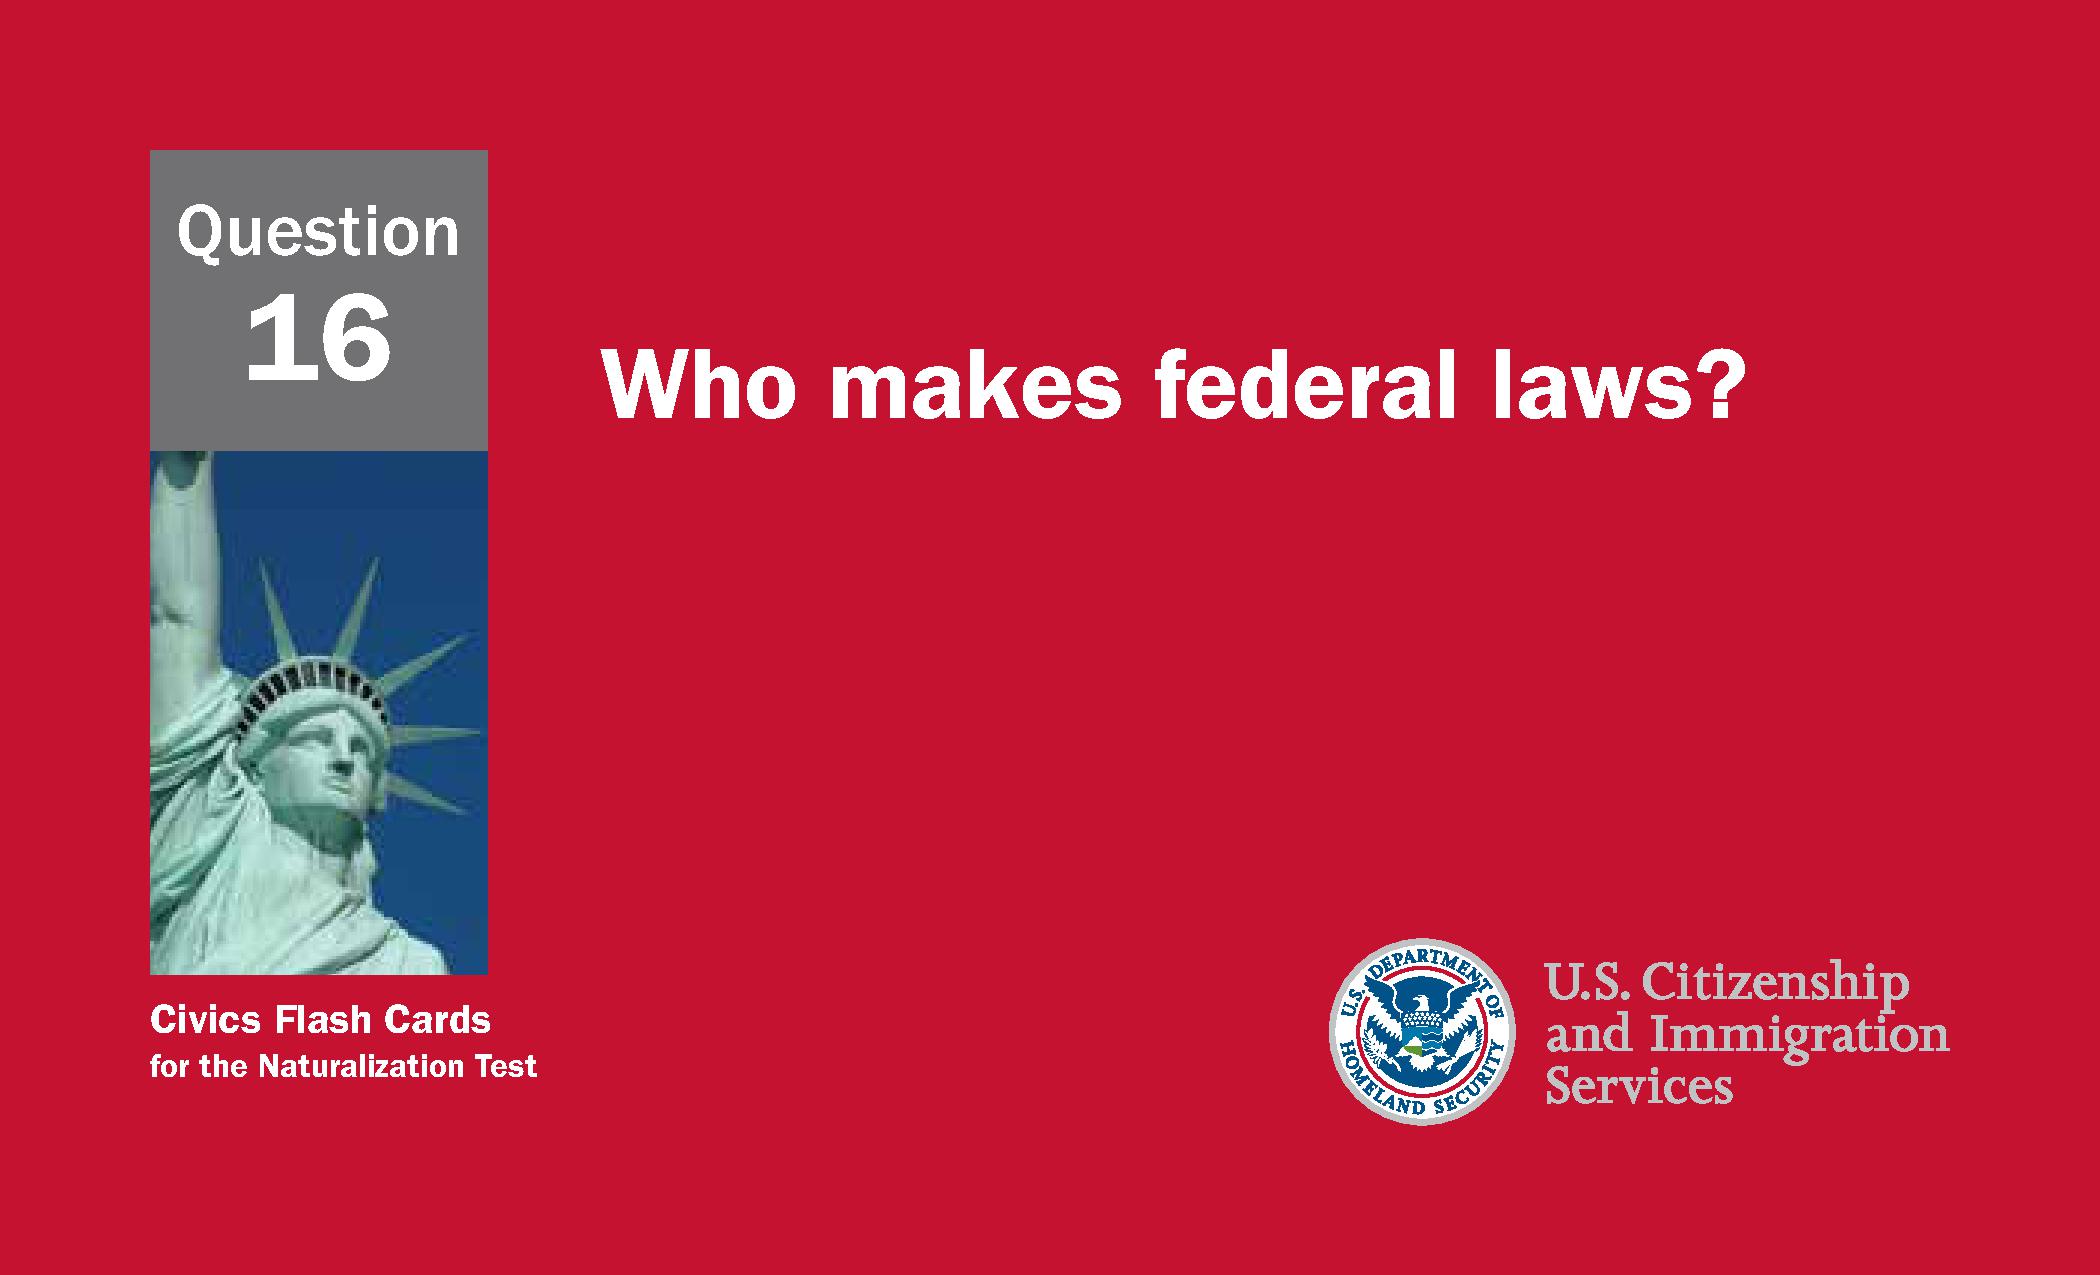 Question
16
Who makes federal laws?
Civics Flash Cards
for the Naturalization Test
U.S. DEPARTMENT OF
HOMELAND SECURITY
U.S. Citizenship
and Immigration
Services